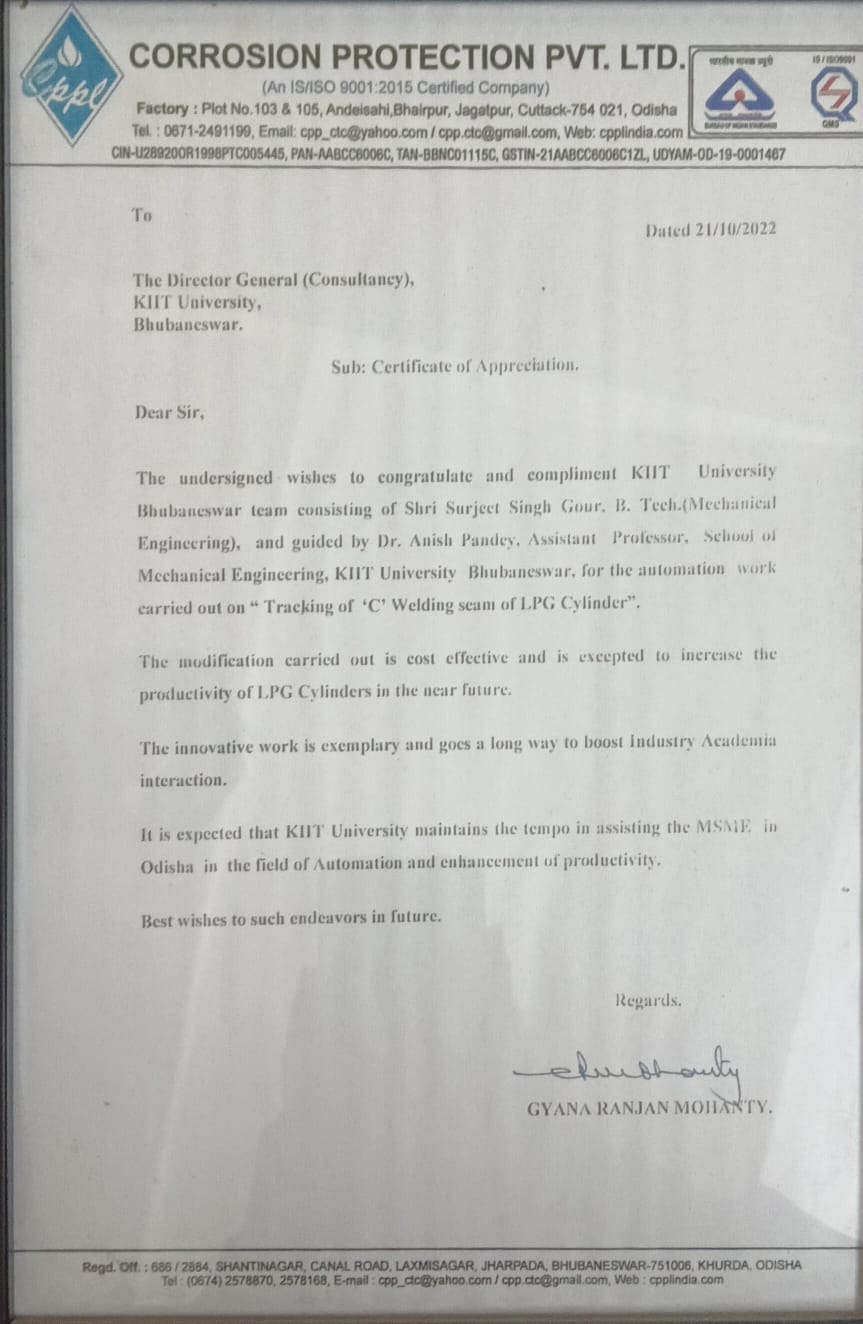 Cppl
CORROSION PROTECTION PVT. LTD.
(An IS/ISO 9001:2015 Certified Company)
Factory : Plot No.103 & 105, Andeisahi,Bhairpur, Jagatpur, Cuttack-754 021, Odisha
Tel. : 0671-2491199, Email: cpp_ctc@yahoo.com / cpp.ctc@gmail.com, Web: cpplindia.com
CIN-U28920OR1998PTC005445, PAN-AABCC6006C, TAN-BBNC01115C, GSTIN-21AABCC6006C1ZL, UDYAM-OD-19-0001467
भारतीय मानक ब्यूरो
BUREAU OF INDIAN STANDARDS
IS / ISO9001
QMS
To
Dated 21/10/2022
The Director General (Consultancy),
KIIT University,
Bhubaneswar.
Sub: Certificate of Appreciation.
Dear Sir,
The undersigned wishes to congratulate and compliment KIIT University
Bhubaneswar team consisting of Shri Surjeet Singh Gour. B. Tech.(Mechanical
Engineering), and guided by Dr. Anish Pandey, Assistant Professor, School of
Mechanical Engineering, KIIT University Bhubaneswar, for the automation work
carried out on “ Tracking of ‘C’ Welding seam of LPG Cylinder”.
The modification carried out is cost effective and is excepted to increase the
productivity of LPG Cylinders in the near future.
The innovative work is exemplary and goes a long way to boost Industry Academia
interaction.
It is expected that KIIT University maintains the tempo in assisting the MSME in
Odisha in the field of Automation and enhancement of productivity.
Best wishes to such endeavors in future.
Regards.
GYANA RANJAN MOHANTY.
Regd. Off. : 686 / 2884, SHANTINAGAR, CANAL ROAD, LAXMISAGAR, JHARPADA, BHUBANESWAR-751006, KHURDA, ODISHA
Tel : (0674) 2578870, 2578168, E-mail : cpp_ctc@yahoo.com / cpp.ctc@gmail.com, Web : cpplindia.com